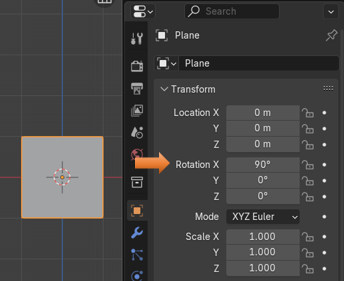 Search
Plane
Plane
Transform
Location X 0 m
Y 0 m
Z 0 m
Rotation X 90°
Y 0°
Z 0°
Mode XYZ Euler
Scale X 1.000
Y 1.000
Z 1.000